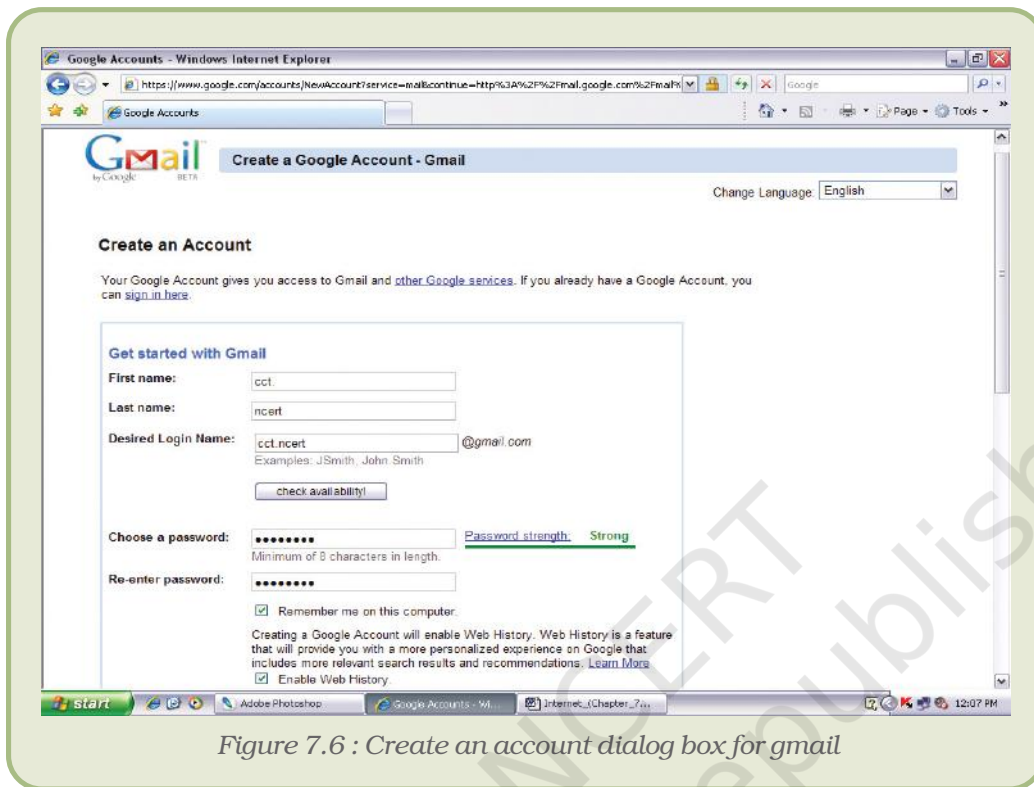 Google Accounts - Windows Internet Explorer
https://www.google.com/accounts/NewAccount?service=mail&continue=http%3A%2F%2Fmail.google.com%2Fmail% Google
Google Accounts Page Tools
Gmail
by Google BETA
Create a Google Account - Gmail
Change Language: English
Create an Account
Your Google Account gives you access to Gmail and other Google services. If you already have a Google Account, you
can sign in here.
Get started with Gmail
First name: cct.
Last name: ncert
Desired Login Name: cct.ncert @gmail.com
Examples: JSmith, John.Smith
check availability!
Choose a password: •••••••• Password strength: Strong
Minimum of 8 characters in length.
Re-enter password: ••••••••
Remember me on this computer.
Creating a Google Account will enable Web History. Web History is a feature
that will provide you with a more personalized experience on Google that
includes more relevant search results and recommendations. Learn More
Enable Web History.
start Adobe Photoshop Google Accounts - Wi... Internet_(Chapter_7... 12:07 PM
Figure 7.6 : Create an account dialog box for gmail
NCERT
republish